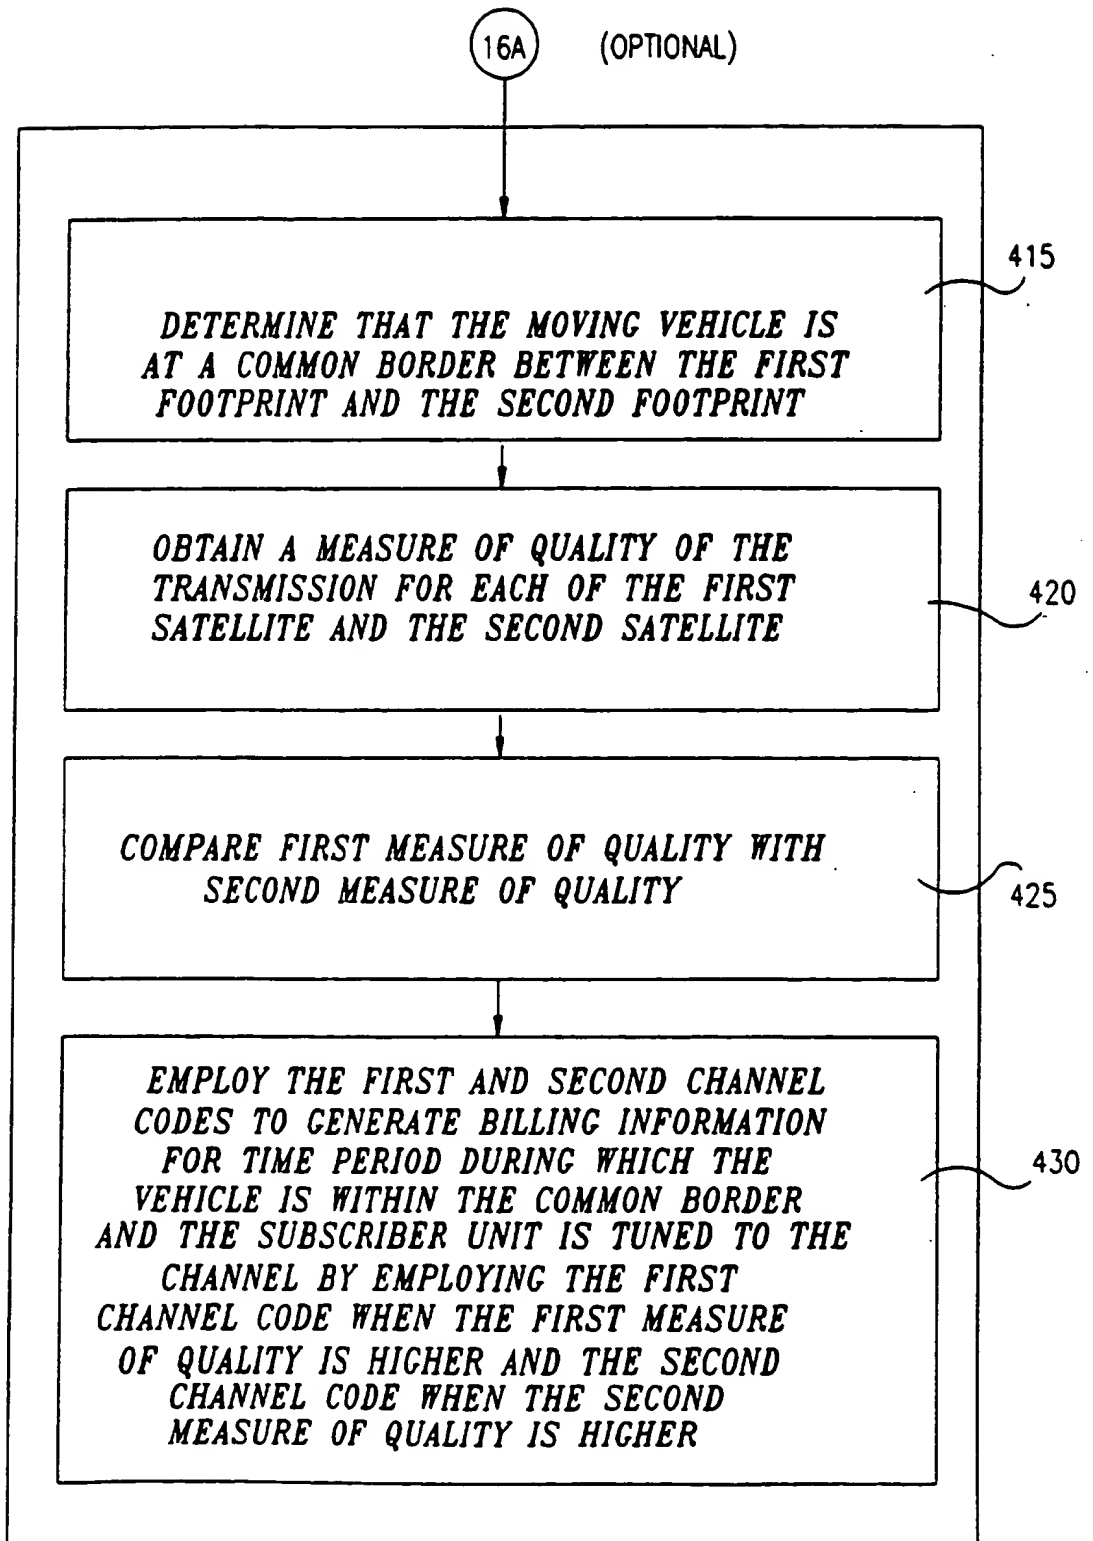 16A (OPTIONAL)
415
DETERMINE THAT THE MOVING VEHICLE IS
AT A COMMON BORDER BETWEEN THE FIRST
FOOTPRINT AND THE SECOND FOOTPRINT
OBTAIN A MEASURE OF QUALITY OF THE
TRANSMISSION FOR EACH OF THE FIRST
SATELLITE AND THE SECOND SATELLITE
420
COMPARE FIRST MEASURE OF QUALITY WITH
SECOND MEASURE OF QUALITY
425
EMPLOY THE FIRST AND SECOND CHANNEL
CODES TO GENERATE BILLING INFORMATION
FOR TIME PERIOD DURING WHICH THE
VEHICLE IS WITHIN THE COMMON BORDER
AND THE SUBSCRIBER UNIT IS TUNED TO THE
CHANNEL BY EMPLOYING THE FIRST
CHANNEL CODE WHEN THE FIRST MEASURE
OF QUALITY IS HIGHER AND THE SECOND
CHANNEL CODE WHEN THE SECOND
MEASURE OF QUALITY IS HIGHER
430